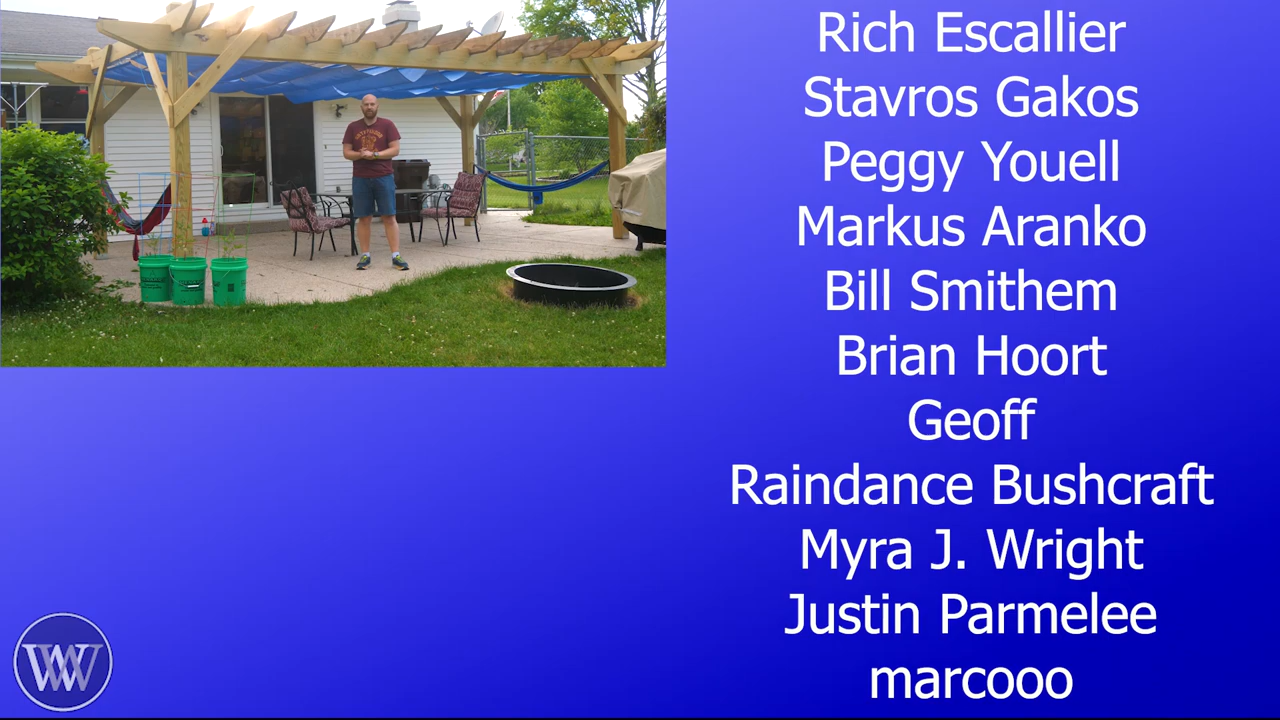 Rich Escallier
Stavros Gakos
Peggy Youell
Markus Aranko
Bill Smithem
Brian Hoort
Geoff
Raindance Bushcraft
Myra J. Wright
Justin Parmelee
marcooo
WW